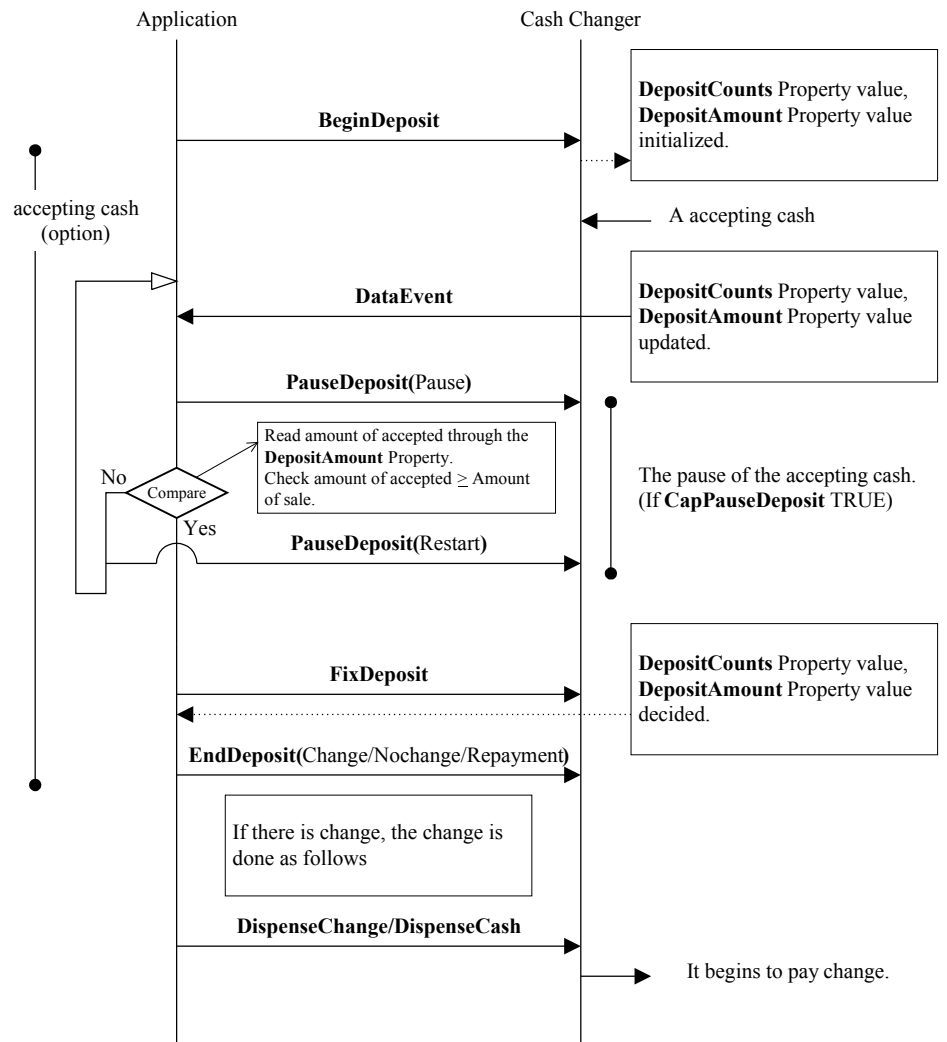 Application
Cash Changer
DepositCounts Property value,
DepositAmount Property value
initialized.
BeginDeposit
accepting cash
(option)
A accepting cash
DataEvent
DepositCounts Property value,
DepositAmount Property value
updated.
PauseDeposit(Pause)
Read amount of accepted through the
DepositAmount Property.
Check amount of accepted ≥ Amount
of sale.
No
Compare
Yes
The pause of the accepting cash.
(If CapPauseDeposit TRUE)
PauseDeposit(Restart)
DepositCounts Property value,
DepositAmount Property value
decided.
FixDeposit
EndDeposit(Change/Nochange/Repayment)
If there is change, the change is
done as follows
DispenseChange/DispenseCash
It begins to pay change.